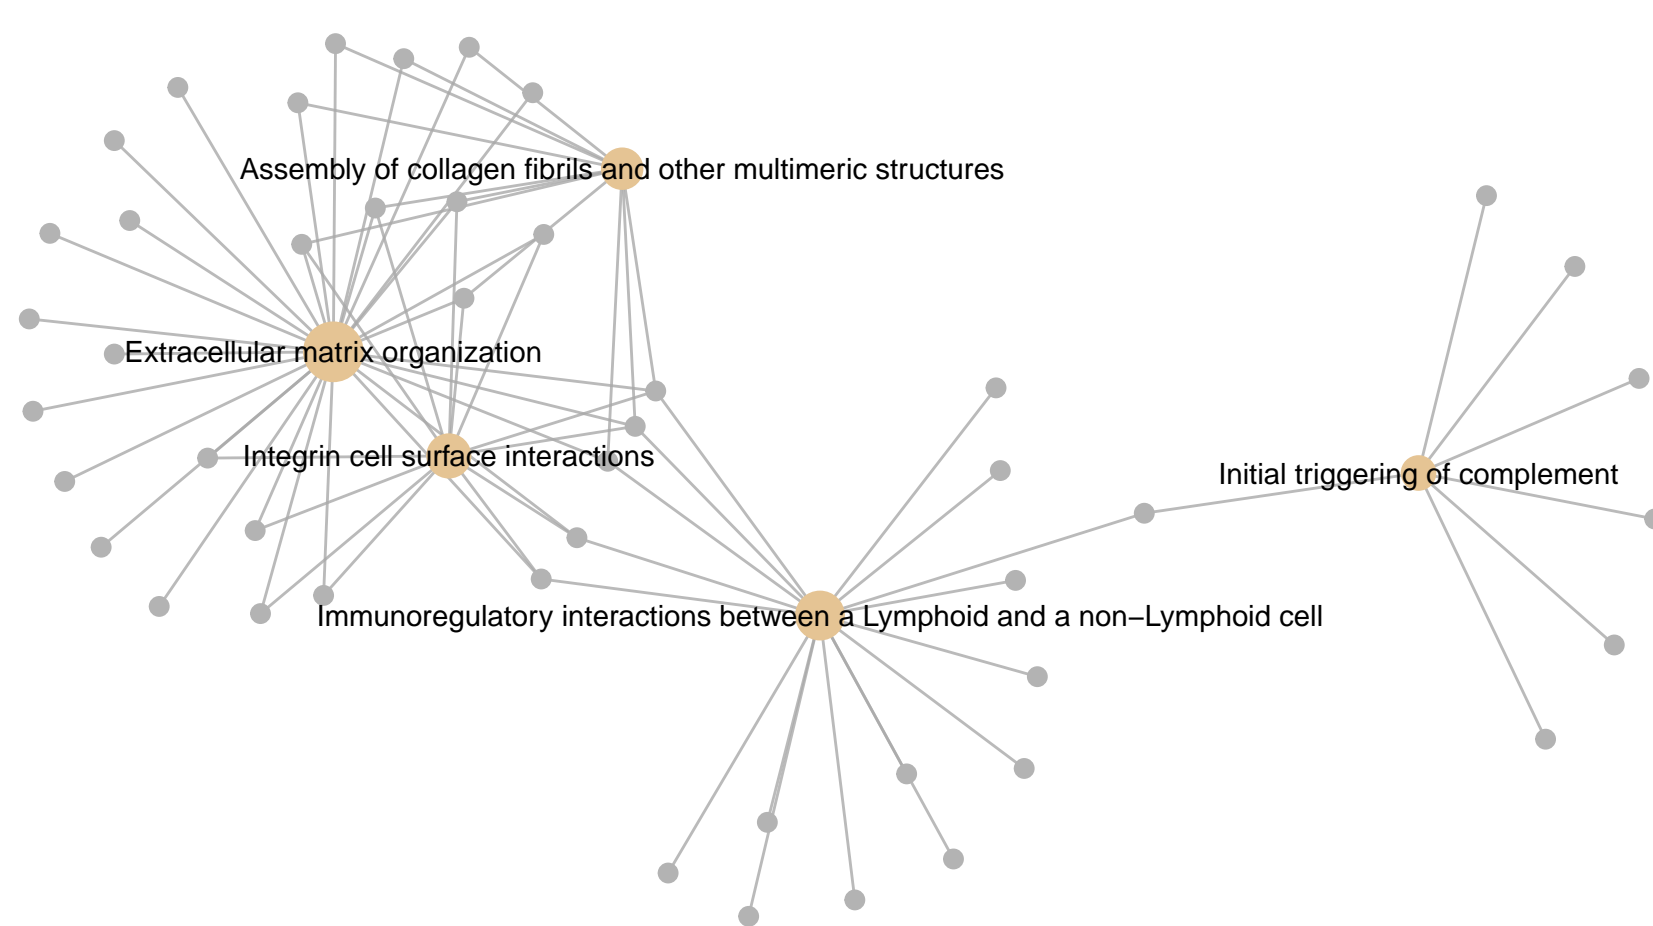 Assembly of collagen fibrils and other multimeric structures
Extracellular matrix organization
Integrin cell surface interactions
Initial triggering of complement
Immunoregulatory interactions between a Lymphoid and a non−Lymphoid cell